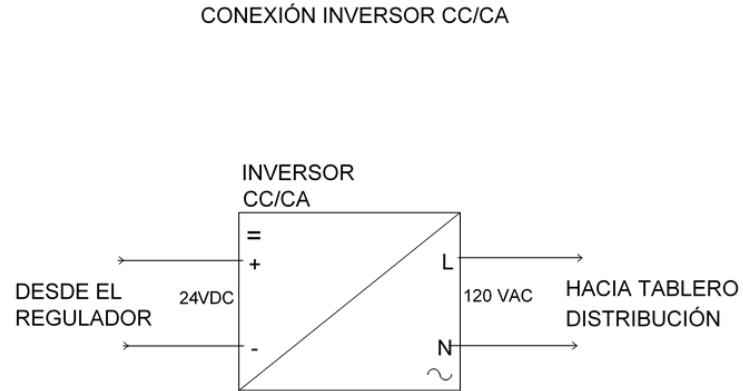 CONEXIÓN INVERSOR CC/CA
INVERSOR
CC/CA
=
+
L
DESDE EL
REGULADOR
24VDC
120 VAC
HACIA TABLERO
DISTRIBUCIÓN
-
N
~